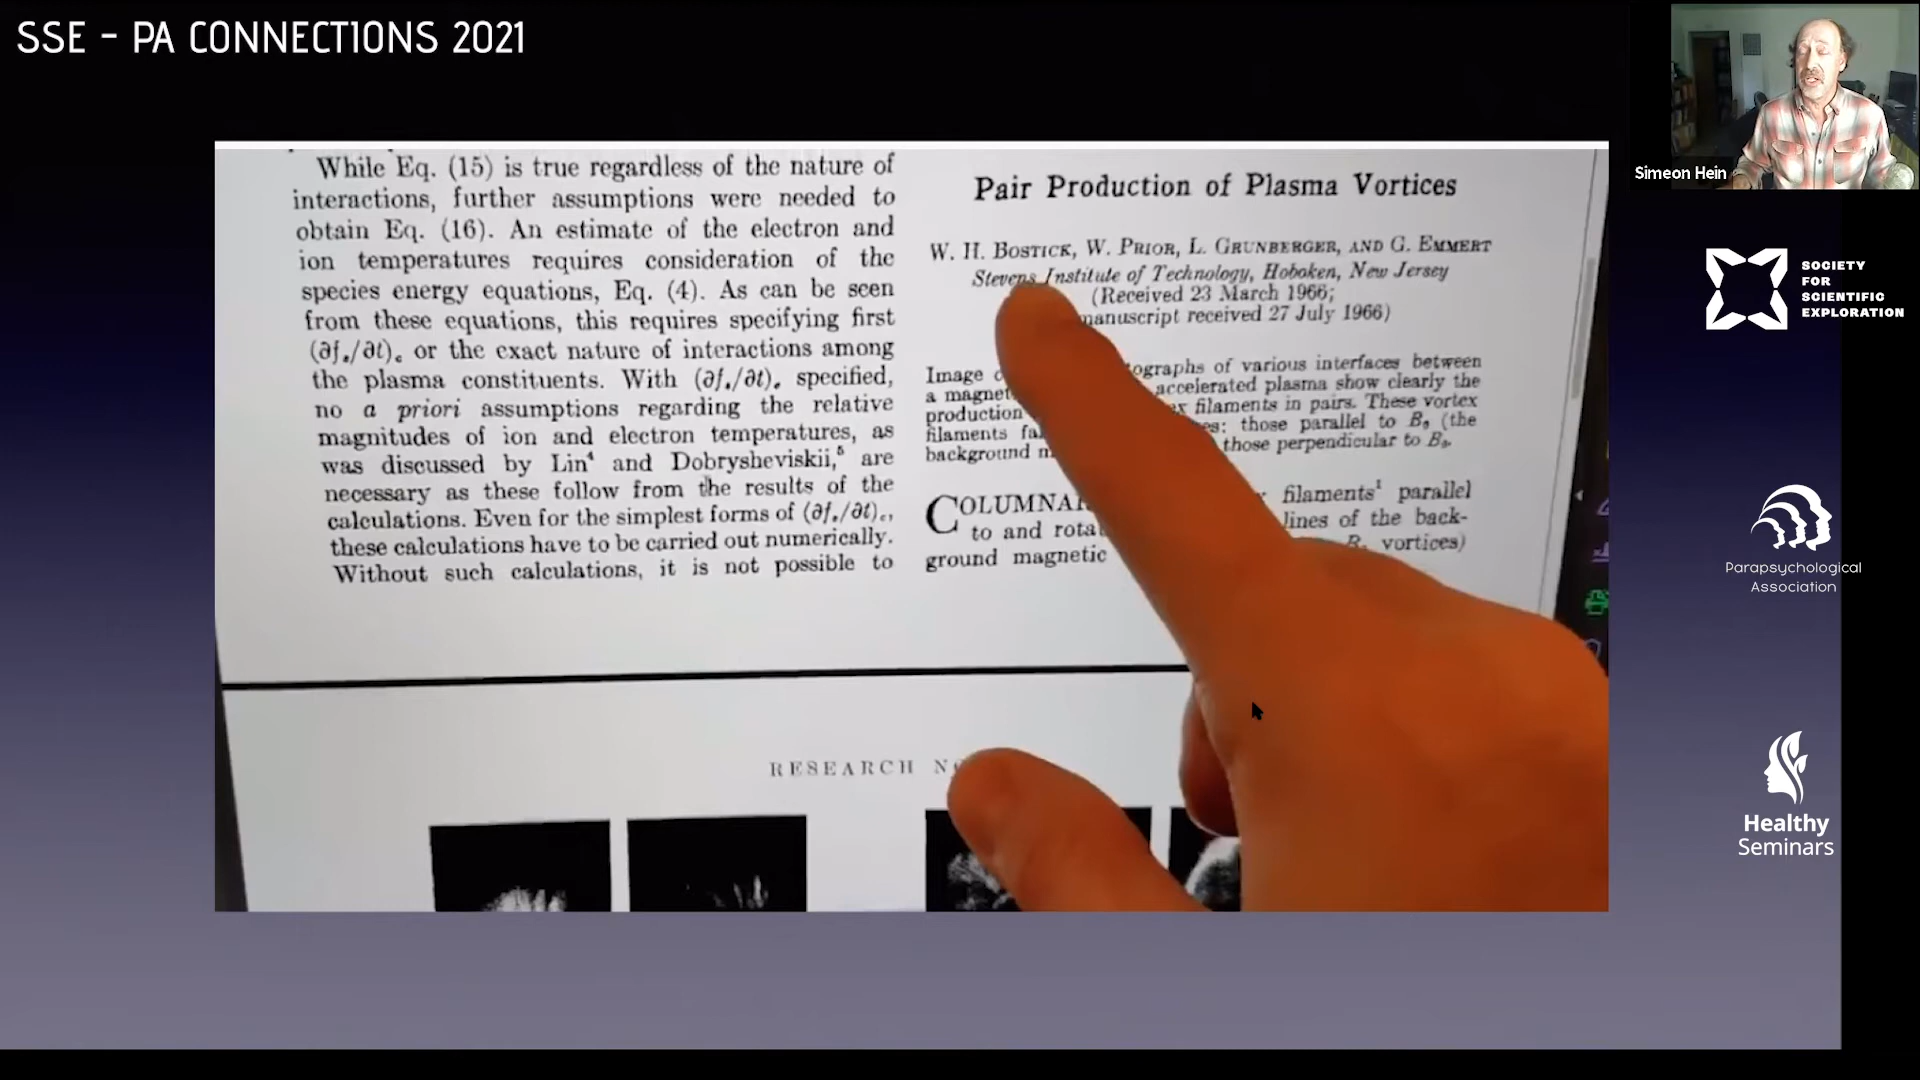 SSE - PA CONNECTIONS 2021
Simeon Hein
SOCIETY
FOR
SCIENTIFIC
EXPLORATION
Parapsychological
Association
Healthy
Seminars
While Eq. (15) is true regardless of the nature of
interactions, further assumptions were needed to
obtain Eq. (16). An estimate of the electron and
ion temperatures requires consideration of the
species energy equations, Eq. (4). As can be seen
from these equations, this requires specifying first
(∂fₛ/∂t)c or the exact nature of interactions among
the plasma constituents. With (∂fₛ/∂t)c specified,
no a priori assumptions regarding the relative
magnitudes of ion and electron temperatures, as
was discussed by Lin⁴ and Dobrysheviskii,⁵ are
necessary as these follow from the results of the
calculations. Even for the simplest forms of (∂fₛ/∂t)c,
these calculations have to be carried out numerically.
Without such calculations, it is not possible to
Pair Production of Plasma Vortices
W. H. BOSTICK, W. PRIOR, L. GRUNBERGER, AND G. EMMERT
Stevens Institute of Technology, Hoboken, New Jersey
(Received 23 March 1966;
manuscript received 27 July 1966)
Image of various interfaces between
a accelerated plasma show clearly the
production filaments in pairs. These vortex
filaments those parallel to B₀ (the
background those perpendicular to B₀.
filaments¹ parallel
to and lines of the back-
ground magnetic vortices)
RESEARCH